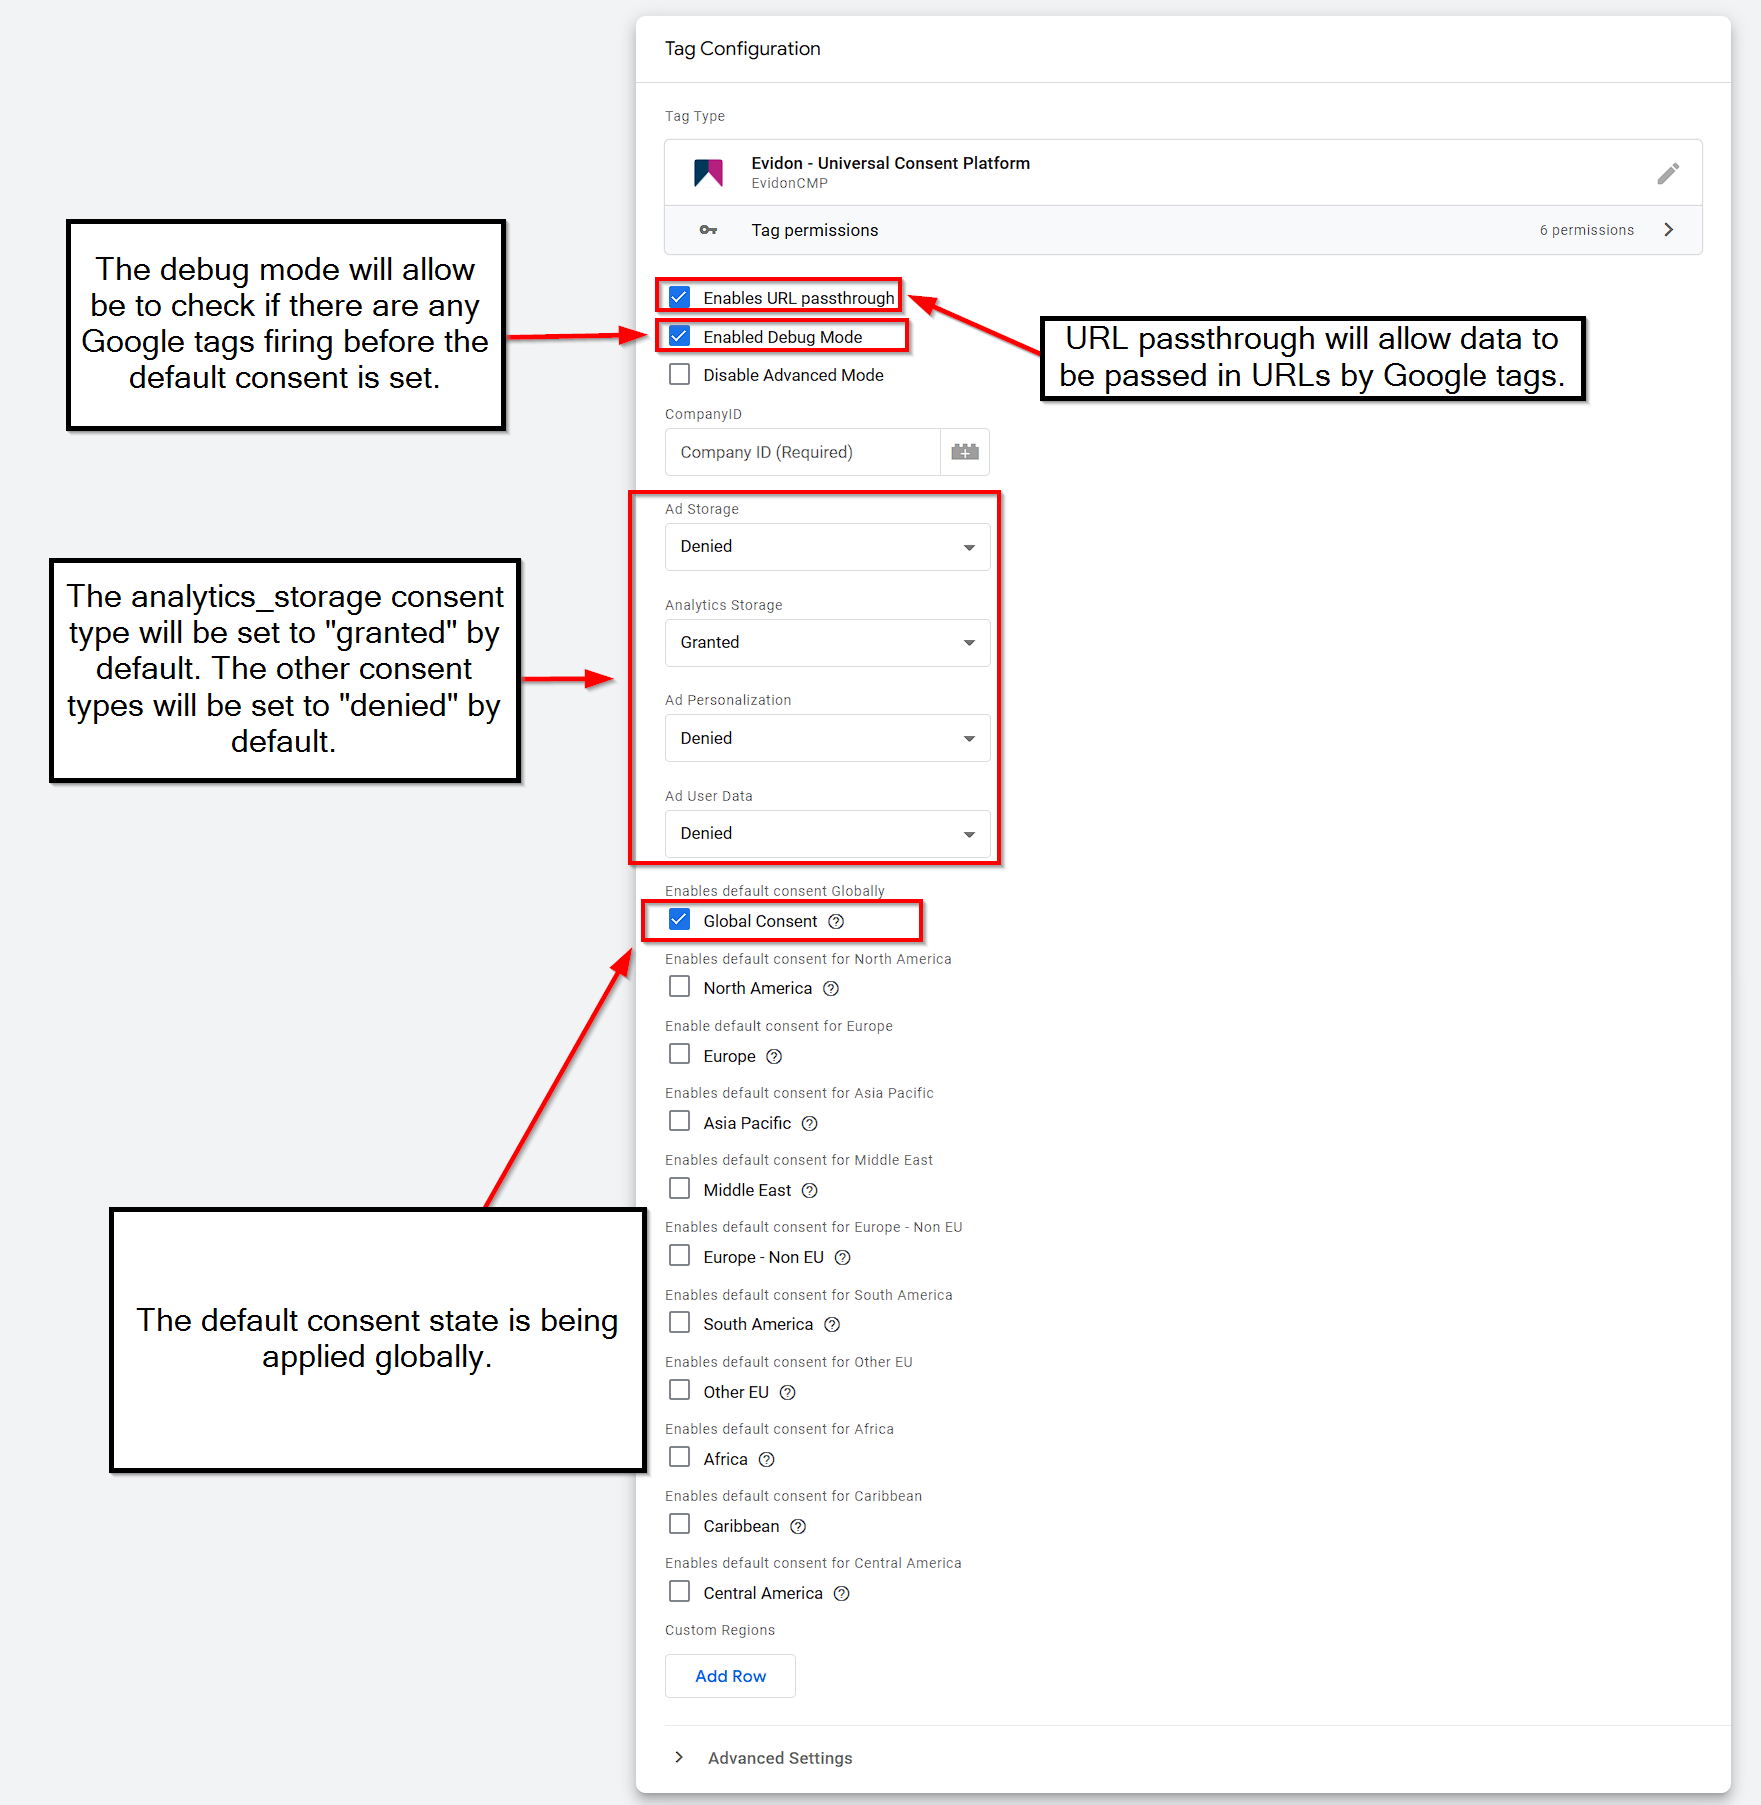 Tag Configuration
Tag Type
Evidon - Universal Consent Platform
EvidonCMP
Tag permissions
6 permissions
The debug mode will allow
be to check if there are any
Google tags firing before the
default consent is set.
Enables URL passthrough
Enabled Debug Mode
Disable Advanced Mode
URL passthrough will allow data to
be passed in URLs by Google tags.
CompanyID
Company ID (Required)
The analytics_storage consent
type will be set to "granted" by
default. The other consent
types will be set to "denied" by
default.
Ad Storage
Denied
Analytics Storage
Granted
Ad Personalization
Denied
Ad User Data
Denied
Enables default consent Globally
Global Consent
Enables default consent for North America
North America
Enable default consent for Europe
Europe
Enables default consent for Asia Pacific
Asia Pacific
Enables default consent for Middle East
Middle East
The default consent state is being
applied globally.
Enables default consent for Europe - Non EU
Europe - Non EU
Enables default consent for South America
South America
Enables default consent for Other EU
Other EU
Enables default consent for Africa
Africa
Enables default consent for Caribbean
Caribbean
Enables default consent for Central America
Central America
Custom Regions
Add Row
Advanced Settings